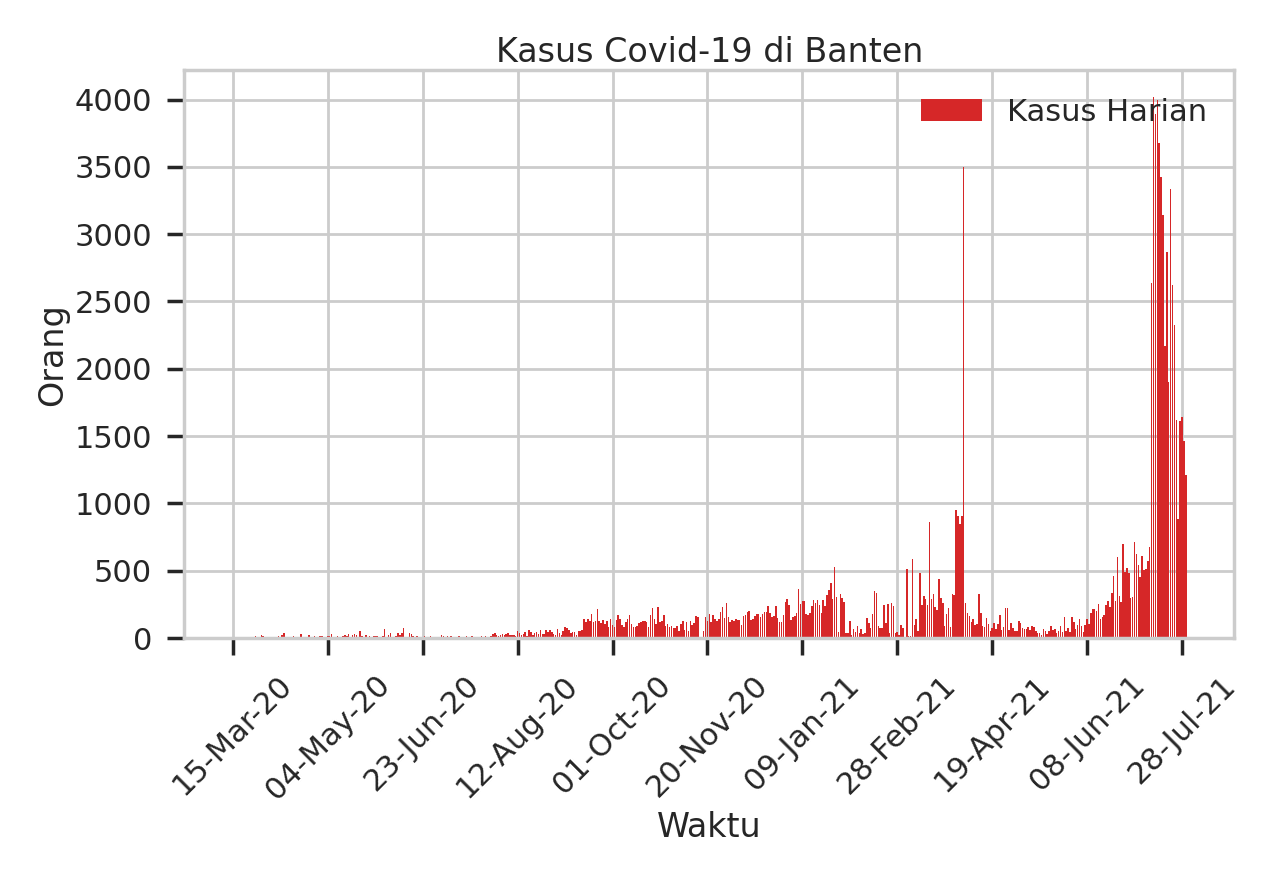 Kasus Covid-19 di Banten
Kasus Harian
4000
3500
3000
2500
2000
1500
1000
500
0
Orang
15-Mar-20
04-May-20
23-Jun-20
12-Aug-20
01-Oct-20
20-Nov-20
09-Jan-21
28-Feb-21
19-Apr-21
08-Jun-21
28-Jul-21
Waktu